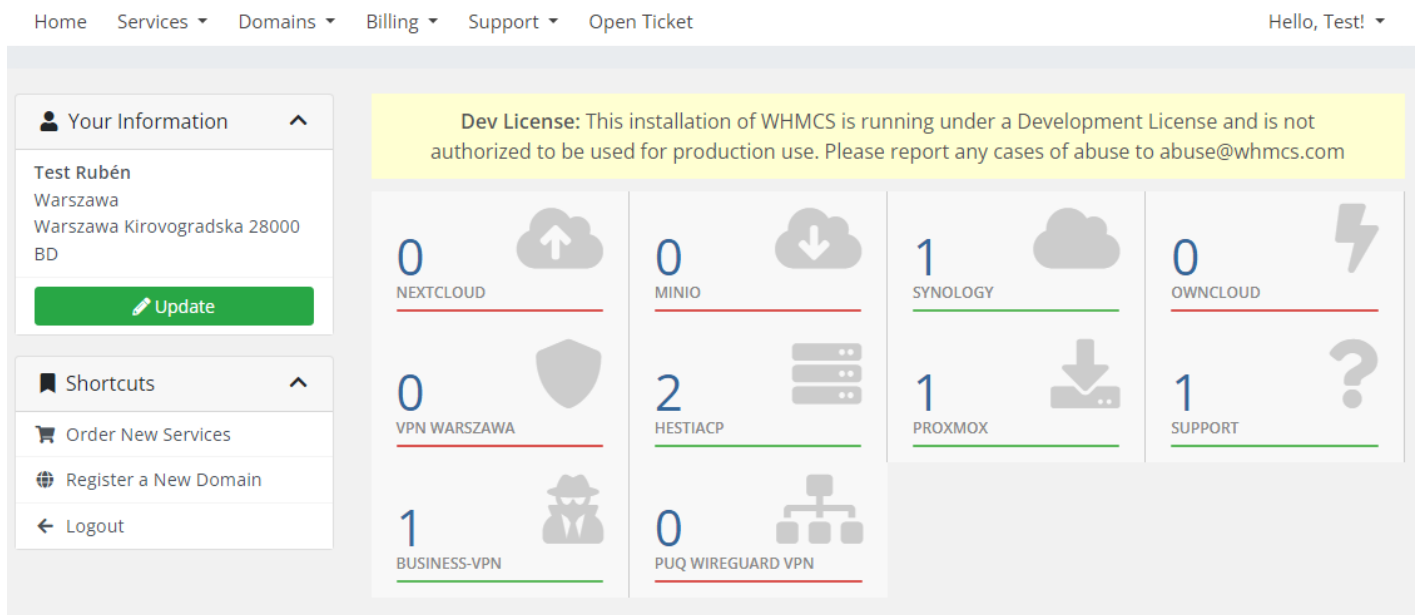 Home Services Domains Billing Support Open Ticket Hello, Test!
Your Information
Test Rubén
Warszawa
Warszawa Kirovogradska 28000
BD
Update
Shortcuts
Order New Services
Register a New Domain
Logout
Dev License: This installation of WHMCS is running under a Development License and is not
authorized to be used for production use. Please report any cases of abuse to abuse@whmcs.com
0
NEXTCLOUD
0
MINIO
1
SYNOLOGY
0
OWNCLOUD
0
VPN WARSZAWA
2
HESTIACP
1
PROXMOX
1
SUPPORT
1
BUSINESS-VPN
0
PUQ WIREGUARD VPN